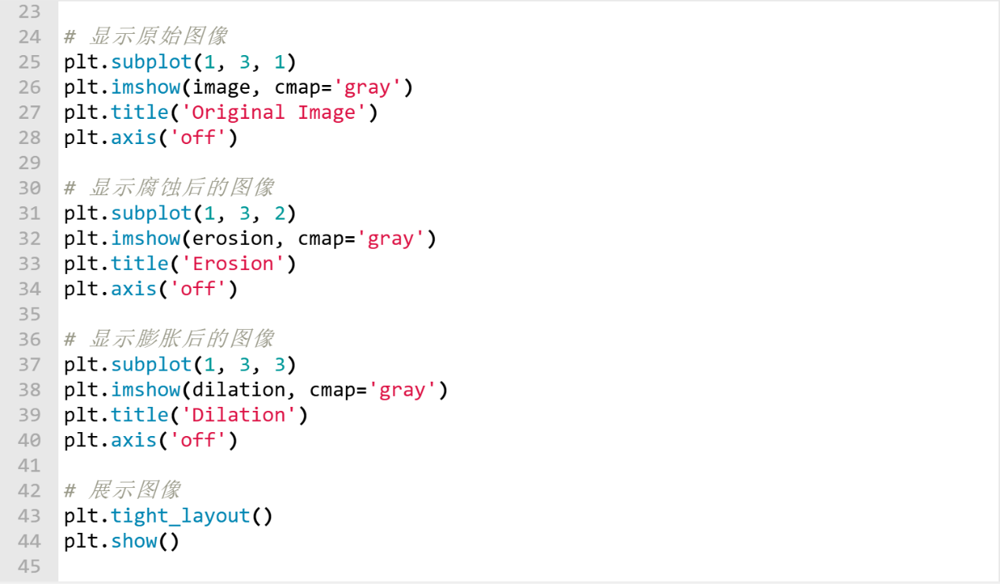 23
24 # 显示原始图像
25 plt.subplot(1, 3, 1)
26 plt.imshow(image, cmap='gray')
27 plt.title('Original Image')
28 plt.axis('off')
29
30 # 显示腐蚀后的图像
31 plt.subplot(1, 3, 2)
32 plt.imshow(erosion, cmap='gray')
33 plt.title('Erosion')
34 plt.axis('off')
35
36 # 显示膨胀后的图像
37 plt.subplot(1, 3, 3)
38 plt.imshow(dilation, cmap='gray')
39 plt.title('Dilation')
40 plt.axis('off')
41
42 # 展示图像
43 plt.tight_layout()
44 plt.show()
45